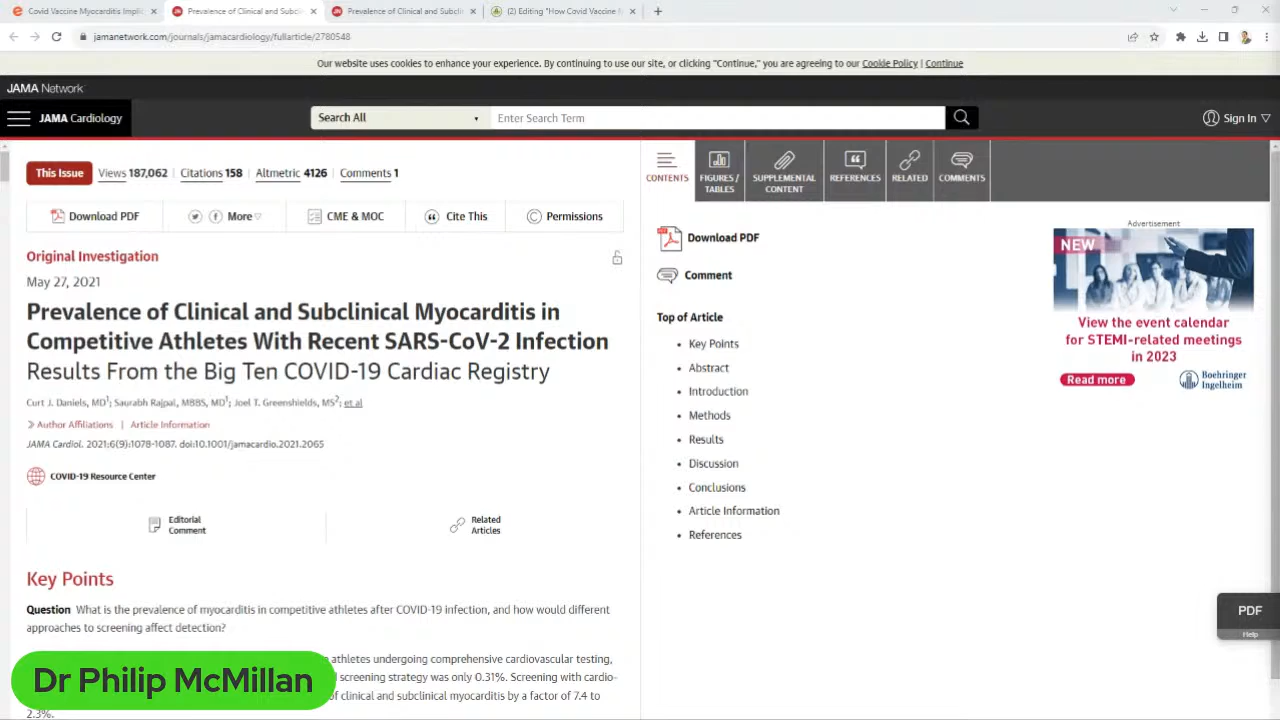 Covid Vaccine Myocarditis Impli
Prevalence of Clinical and Subcli
Prevalence of Clinical and Subcli
(2) Editing "How Covid Vaccine M
jamanetwork.com/journals/jamacardiology/fullarticle/2780548
Our website uses cookies to enhance your experience. By continuing to use our site, or clicking "Continue," you are agreeing to our Cookie Policy | Continue
JAMA Network
JAMA Cardiology
Search All
Enter Search Term
Sign In
This Issue
Views 187,062 | Citations 158 | Altmetric 4126 | Comments 1
Download PDF
More
CME & MOC
Cite This
Permissions
Original Investigation
May 27, 2021
Prevalence of Clinical and Subclinical Myocarditis in
Competitive Athletes With Recent SARS-CoV-2 Infection
Results From the Big Ten COVID-19 Cardiac Registry
Curt J. Daniels, MD1; Saurabh Rajpal, MBBS, MD1; Joel T. Greenshields, MS2; et al
Author Affiliations | Article Information
JAMA Cardiol. 2021;6(9):1078-1087. doi:10.1001/jamacardio.2021.2065
COVID-19 Resource Center
Editorial
Comment
Related
Articles
Key Points
Question What is the prevalence of myocarditis in competitive athletes after COVID-19 infection, and how would different
approaches to screening affect detection?
athletes undergoing comprehensive cardiovascular testing,
screening strategy was only 0.31%. Screening with cardio-
of clinical and subclinical myocarditis by a factor of 7.4 to
2.3%.
Dr Philip McMillan
CONTENTS
FIGURES /
TABLES
SUPPLEMENTAL
CONTENT
REFERENCES
RELATED
COMMENTS
Download PDF
Comment
Top of Article
Key Points
Abstract
Introduction
Methods
Results
Discussion
Conclusions
Article Information
References
Advertisement
NEW
View the event calendar
for STEMI-related meetings
in 2023
Read more
Boehringer
Ingelheim
PDF
Help